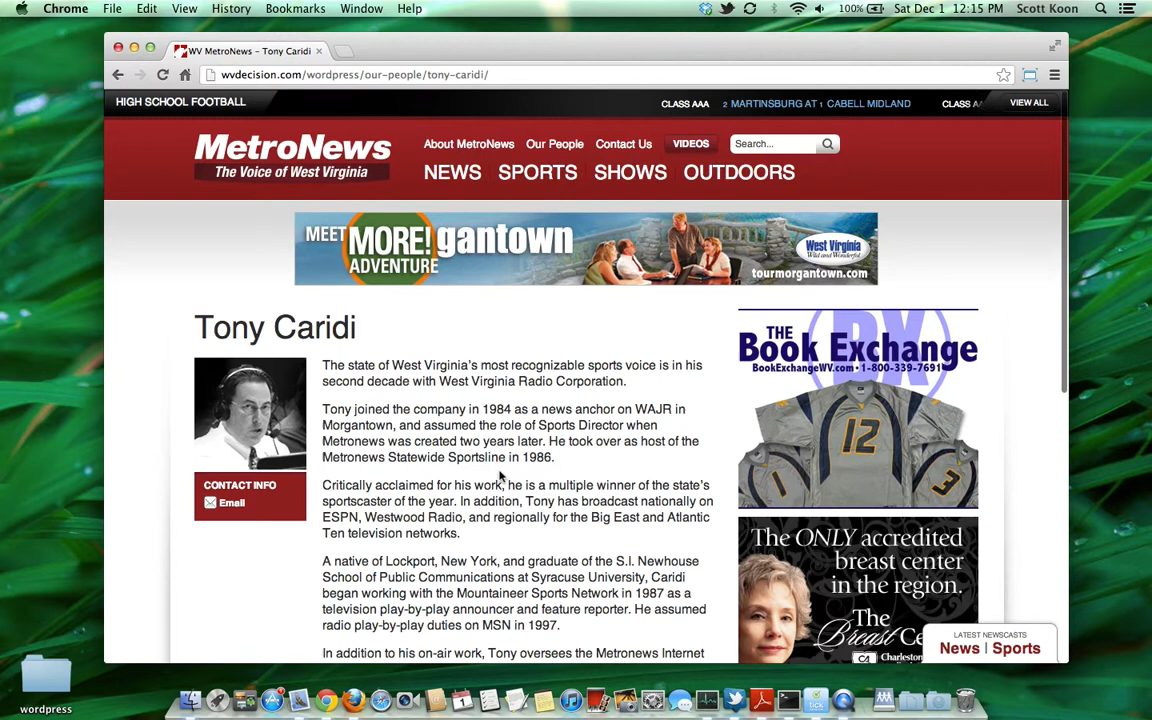 Chrome File Edit View History Bookmarks Window Help 100% Sat Dec 1 12:15 PM Scott Koon
WV MetroNews - Tony Caridi
wvdecision.com/wordpress/our-people/tony-caridi/
HIGH SCHOOL FOOTBALL CLASS AAA 2 MARTINSBURG AT 1 CABELL MIDLAND CLASS VIEW ALL
MetroNews
The Voice of West Virginia
About MetroNews Our People Contact Us VIDEOS Search...
NEWS SPORTS SHOWS OUTDOORS
MEET MORE!gantown
ADVENTURE
West Virginia
Wild and Wonderful
tourmorgantown.com
Tony Caridi
The state of West Virginia's most recognizable sports voice is in his
second decade with West Virginia Radio Corporation.
Tony joined the company in 1984 as a news anchor on WAJR in
Morgantown, and assumed the role of Sports Director when
Metronews was created two years later. He took over as host of the
Metronews Statewide Sportsline in 1986.
Critically acclaimed for his work, he is a multiple winner of the state's
sportscaster of the year. In addition, Tony has broadcast nationally on
ESPN, Westwood Radio, and regionally for the Big East and Atlantic
Ten television networks.
A native of Lockport, New York, and graduate of the S.I. Newhouse
School of Public Communications at Syracuse University, Caridi
began working with the Mountaineer Sports Network in 1987 as a
television play-by-play announcer and feature reporter. He assumed
radio play-by-play duties on MSN in 1997.
In addition to his on-air work, Tony oversees the Metronews Internet
CONTACT INFO
Email
BX
THE
Book Exchange
BookExchangeWV.com • 1-800-339-7691
1 12 3
The ONLY accredited
breast center
in the region.
The
Breast Ce
Charleston
LATEST NEWSCASTS
News | Sports
wordpress
tick